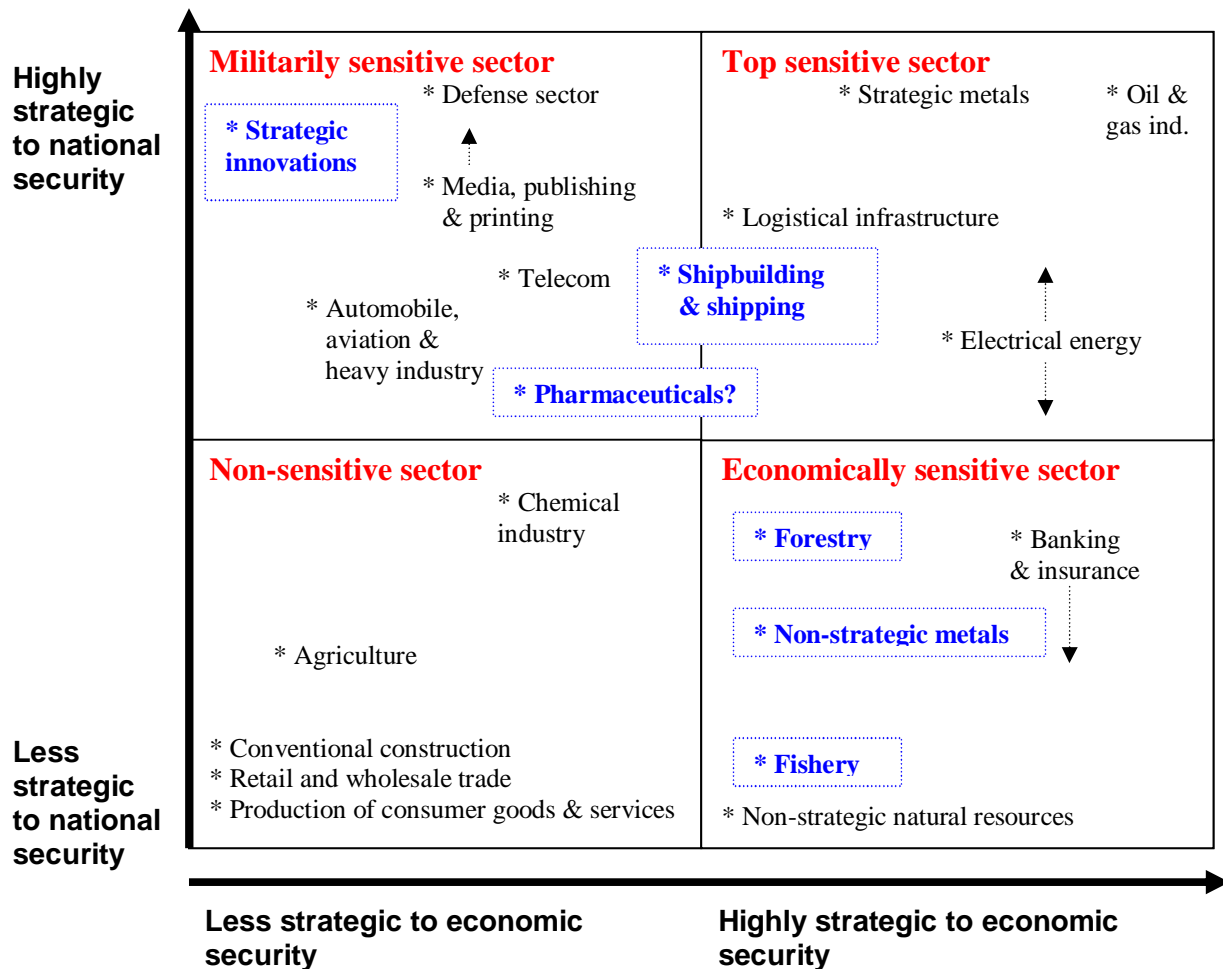 Highly
strategic
to national
security
Militarily sensitive sector
* Defense sector
* Strategic
innovations
* Media, publishing
& printing
* Telecom
* Automobile,
aviation &
heavy industry
* Pharmaceuticals?
Top sensitive sector
* Strategic metals
* Oil &
gas ind.
* Logistical infrastructure
* Shipbuilding
& shipping
* Electrical energy
Non-sensitive sector
* Chemical
industry
* Agriculture
* Conventional construction
* Retail and wholesale trade
* Production of consumer goods & services
Economically sensitive sector
* Forestry
* Banking
& insurance
* Non-strategic metals
* Fishery
* Non-strategic natural resources
Less
strategic
to national
security
Less strategic to economic
security
Highly strategic to economic
security